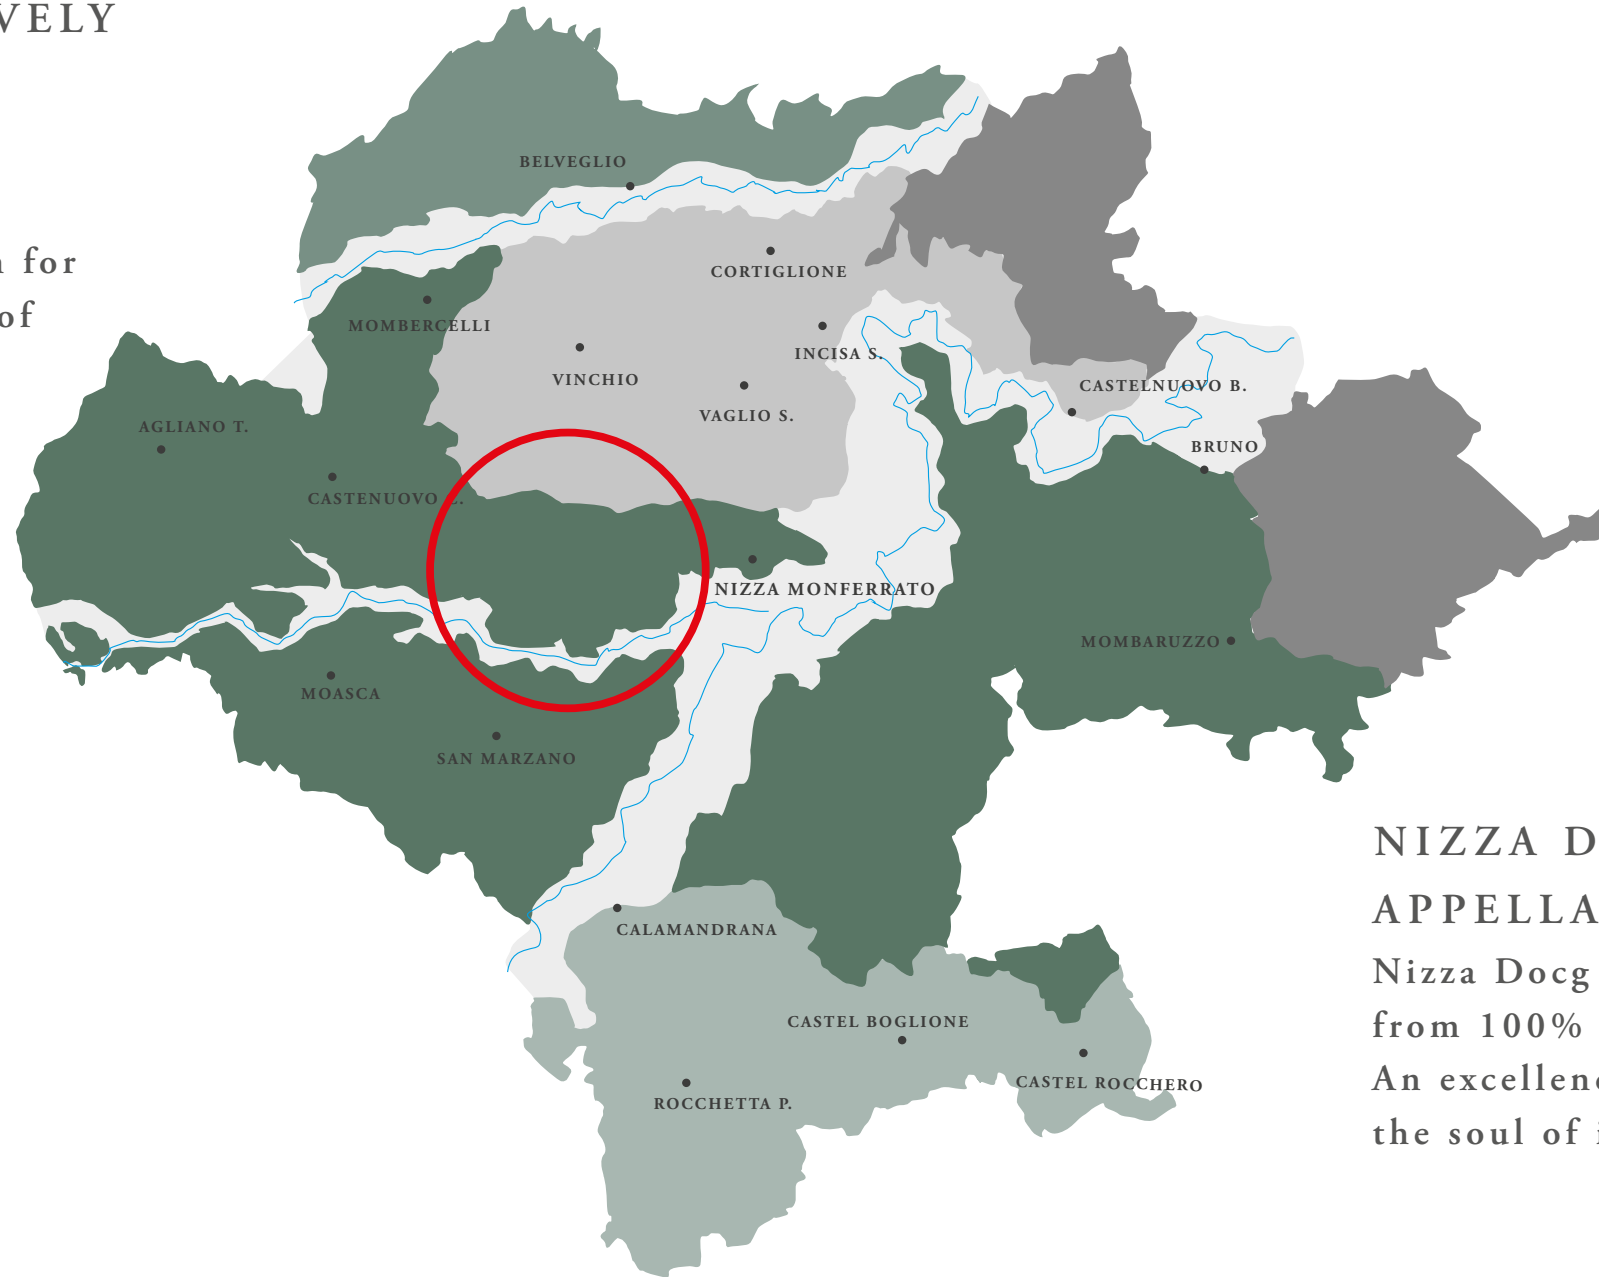 VELY
for
of
BELVEGLIO
CORTIGLIONE
MOMBERCELLI
INCISA S.
VINCHIO
CASTELNUOVO B.
VAGLIO S.
AGLIANO T.
BRUNO
CASTENUOVO C.
NIZZA MONFERRATO
MOMBARUZZO
MOASCA
SAN MARZANO
NIZZA D
APPELLA
CALAMANDRANA
Nizza Docg
CASTEL BOGLIONE
from 100%
An excellenc
CASTEL ROCCHERO
ROCCHETTA P.
the soul of i